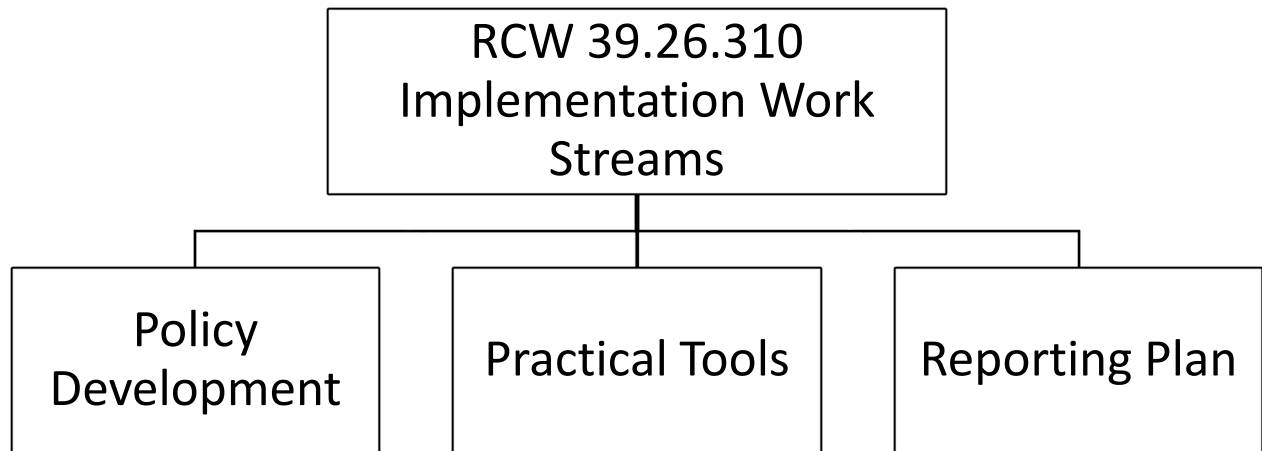 RCW 39.26.310
Implementation Work
Streams
Policy
Development
Practical Tools
Reporting Plan